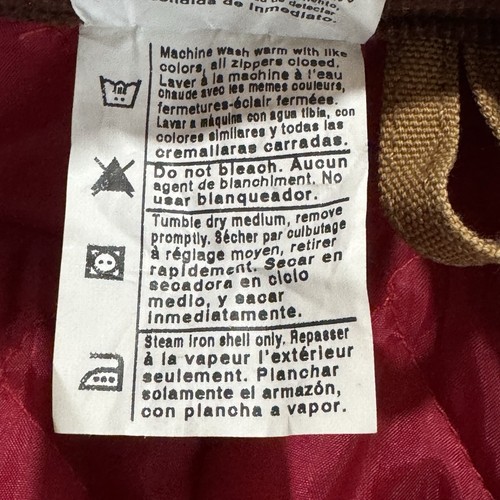 de inmediato.
Machine wash warm with like
colors, all zippers closed.
Laver à la machine à l'eau
chaude avec les mêmes couleurs,
fermetures-éclair fermées.
Lavar a máquina con agua tibia, con
colores similares y todas las
cremallaras carradas.
Do not bleach. Aucun
agent de blanchiment. No
usar blanqueador.
Tumble dry medium, remove
promptly. Sécher par culbutage
à réglage moyen, retirer
rapidement. Secar en
secadora en ciclo
medio, y sacar
inmediatamente.
Steam iron shell only. Repasser
à la vapeur l'extérieur
seulement. Planchar
solamente el armazón,
con plancha a vapor.